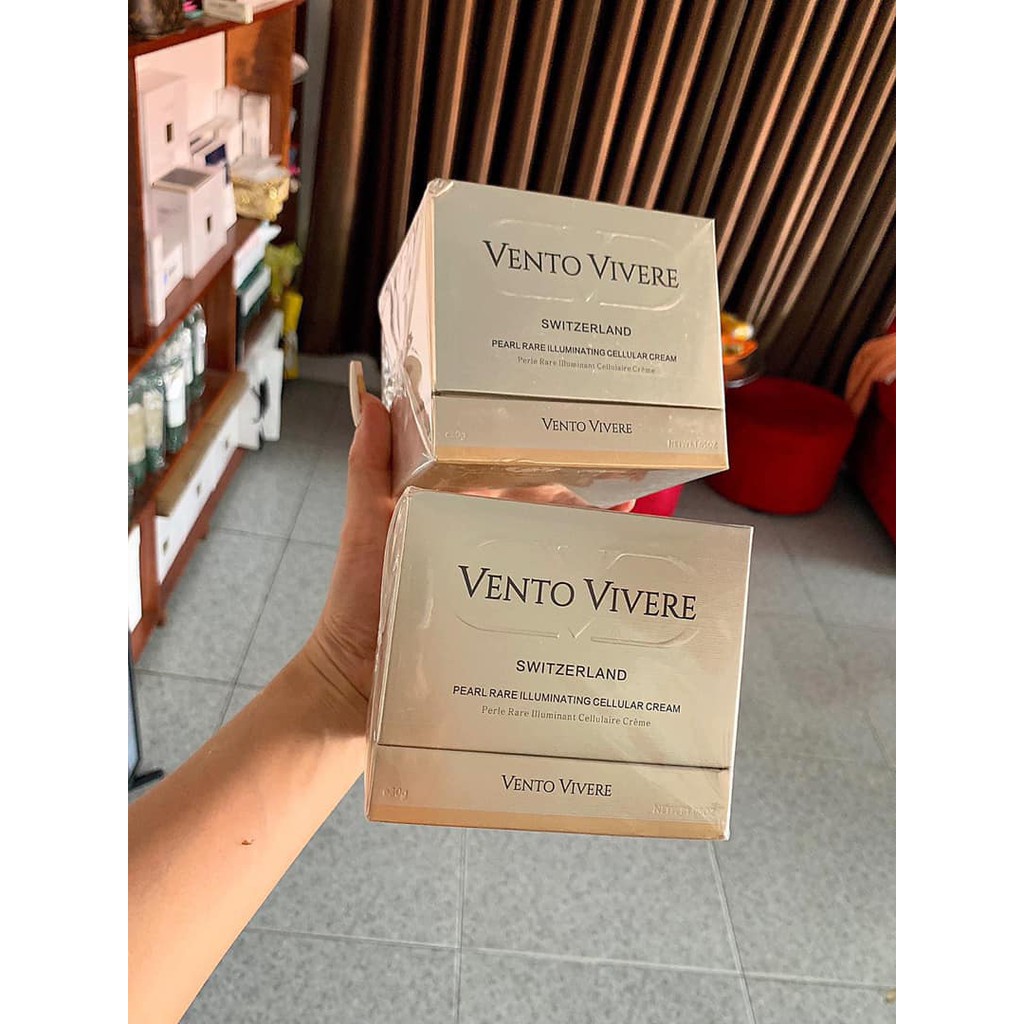 VENTO VIVERE
SWITZERLAND
PEARL RARE ILLUMINATING CELLULAR CREAM
Perle Rare Illuminant Cellulaire Crème
VENTO VIVERE
VENTO VIVERE
SWITZERLAND
PEARL RARE ILLUMINATING CELLULAR CREAM
Perle Rare Illuminant Cellulaire Crème
VENTO VIVERE
e30g